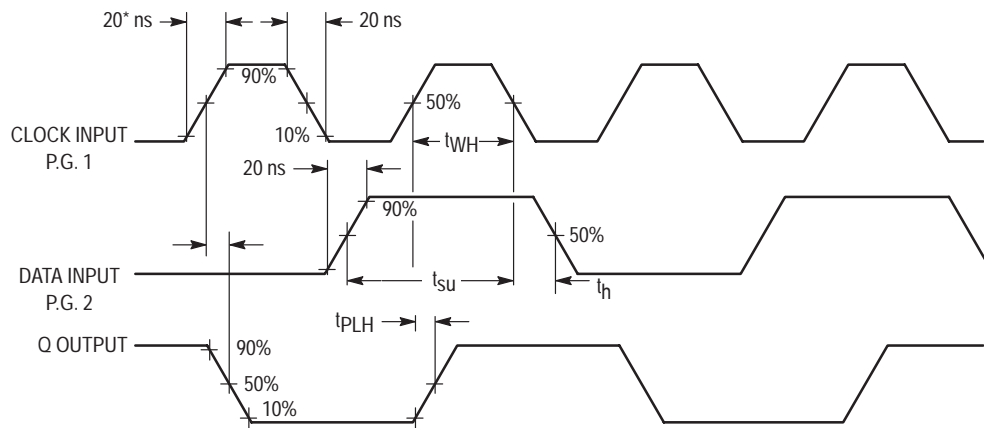 20* ns
20 ns
90%
50%
CLOCK INPUT
P.G. 1
10%
tWH
20 ns
90%
50%
DATA INPUT
P.G. 2
tsu
th
tPLH
Q OUTPUT
90%
50%
10%